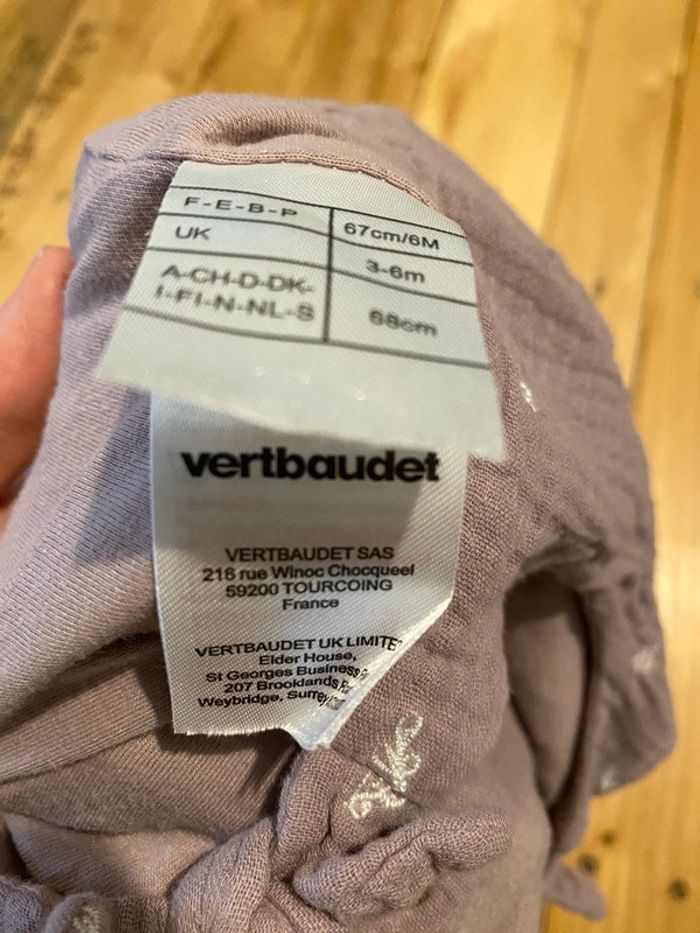 F-E-B-P 67cm/6M
UK 3-6m
A-CH-D-DK-
I-FI-N-NL-S 68cm
vertbaudet
VERTBAUDET SAS
216 rue Winoc Chocqueel
59200 TOURCOING
France
VERTBAUDET UK LIMITE
Elder House,
St Georges Business
207 Brooklands
Weybridge, Surrey